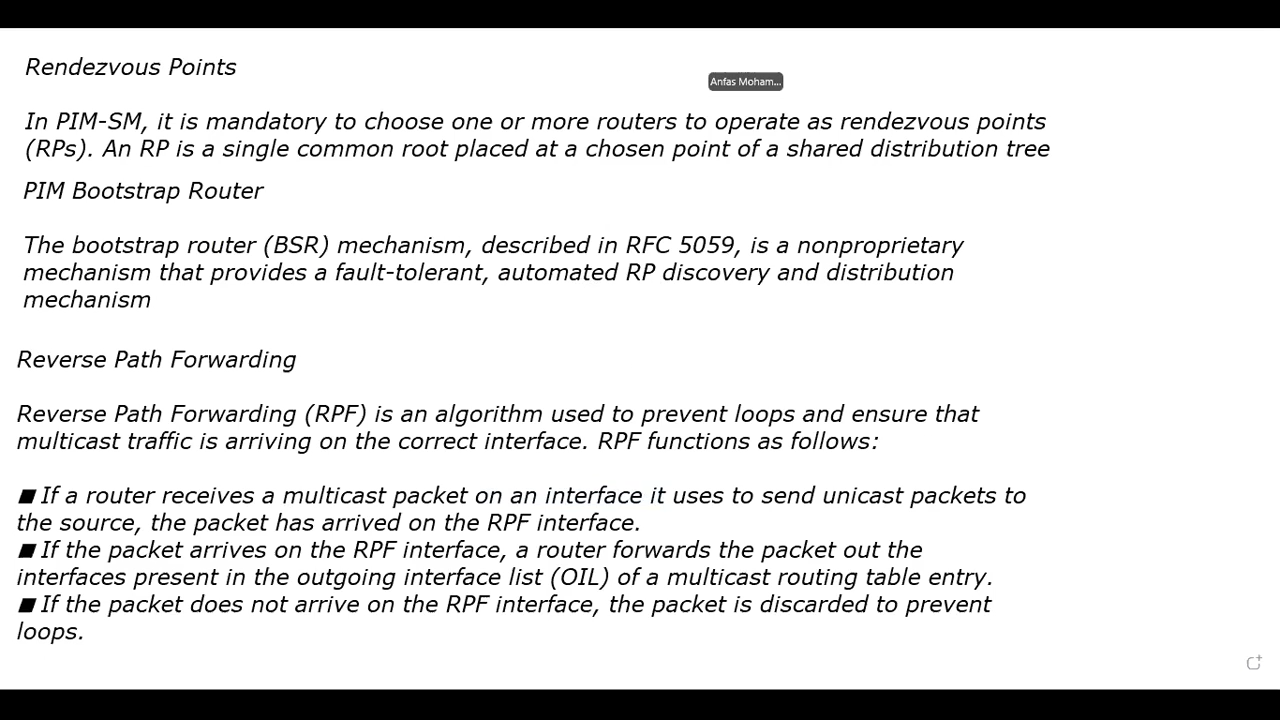 Rendezvous Points
Anfas Moham...
In PIM-SM, it is mandatory to choose one or more routers to operate as rendezvous points
(RPs). An RP is a single common root placed at a chosen point of a shared distribution tree
PIM Bootstrap Router
The bootstrap router (BSR) mechanism, described in RFC 5059, is a nonproprietary
mechanism that provides a fault-tolerant, automated RP discovery and distribution
mechanism
Reverse Path Forwarding
Reverse Path Forwarding (RPF) is an algorithm used to prevent loops and ensure that
multicast traffic is arriving on the correct interface. RPF functions as follows:
■ If a router receives a multicast packet on an interface it uses to send unicast packets to
the source, the packet has arrived on the RPF interface.
■ If the packet arrives on the RPF interface, a router forwards the packet out the
interfaces present in the outgoing interface list (OIL) of a multicast routing table entry.
■ If the packet does not arrive on the RPF interface, the packet is discarded to prevent
loops.